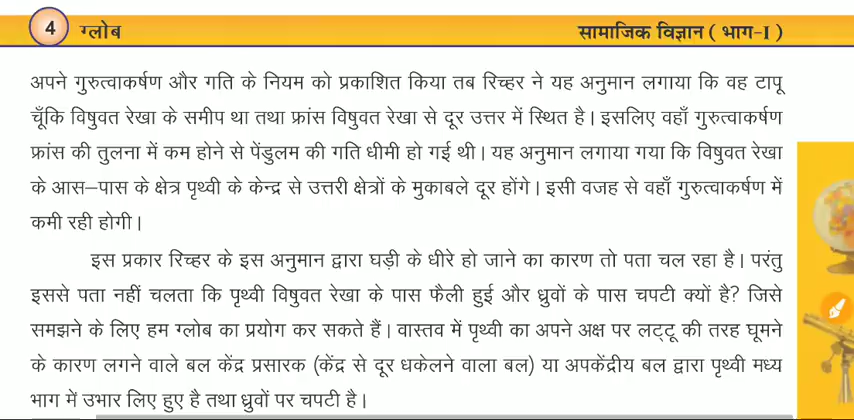 4 ग्लोब सामाजिक विज्ञान ( भाग-I )
अपने गुरुत्वाकर्षण और गति के नियम को प्रकाशित किया तब रिच्हर ने यह अनुमान लगाया कि वह टापू
चूँकि विषुवत रेखा के समीप था तथा फ्रांस विषुवत रेखा से दूर उत्तर में स्थित है। इसलिए वहाँ गुरुत्वाकर्षण
फ्रांस की तुलना में कम होने से पेंडुलम की गति धीमी हो गई थी। यह अनुमान लगाया गया कि विषुवत रेखा
के आस–पास के क्षेत्र पृथ्वी के केन्द्र से उत्तरी क्षेत्रों के मुकाबले दूर होंगे। इसी वजह से वहाँ गुरुत्वाकर्षण में
कमी रही होगी।
इस प्रकार रिच्हर के इस अनुमान द्वारा घड़ी के धीरे हो जाने का कारण तो पता चल रहा है। परंतु
इससे पता नहीं चलता कि पृथ्वी विषुवत रेखा के पास फैली हुई और ध्रुवों के पास चपटी क्यों है? जिसे
समझने के लिए हम ग्लोब का प्रयोग कर सकते हैं। वास्तव में पृथ्वी का अपने अक्ष पर लट्टू की तरह घूमने
के कारण लगने वाले बल केंद्र प्रसारक (केंद्र से दूर धकेलने वाला बल) या अपकेंद्रीय बल द्वारा पृथ्वी मध्य
भाग में उभार लिए हुए है तथा ध्रुवों पर चपटी है।